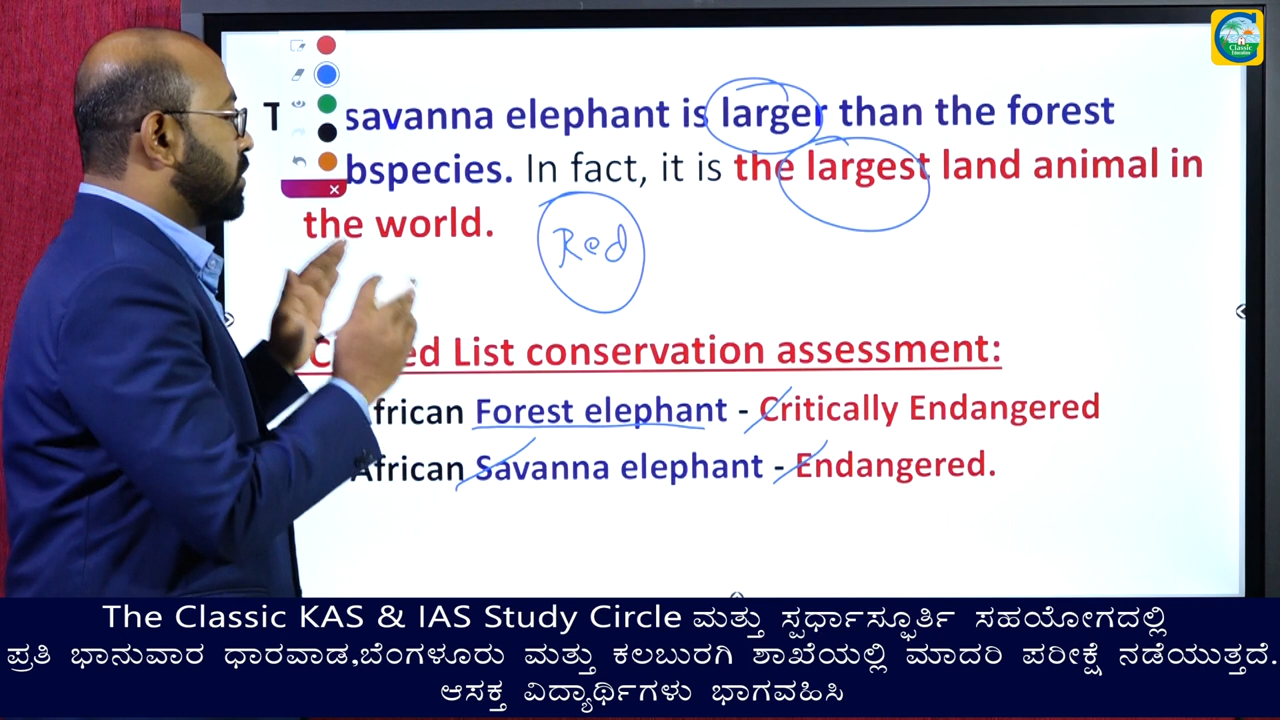 Classic
Education
savanna elephant is larger than the forest
bspecies. In fact, it is the largest land animal in
the world.
Red
ed List conservation assessment:
frican Forest elephant - Critically Endangered
African Savanna elephant - Endangered.
The Classic KAS & IAS Study Circle ಮತ್ತು ಸ್ಪರ್ಧಾಸ್ಫೂರ್ತಿ ಸಹಯೋಗದಲ್ಲಿ
ಪ್ರತಿ ಭಾನುವಾರ ಧಾರವಾಡ,ಬೆಂಗಳೂರು ಮತ್ತು ಕಲಬುರಗಿ ಶಾಖೆಯಲ್ಲಿ ಮಾದರಿ ಪರೀಕ್ಷೆ ನಡೆಯುತ್ತದೆ.
ಆಸಕ್ತ ವಿದ್ಯಾರ್ಥಿಗಳು ಭಾಗವಹಿಸಿ